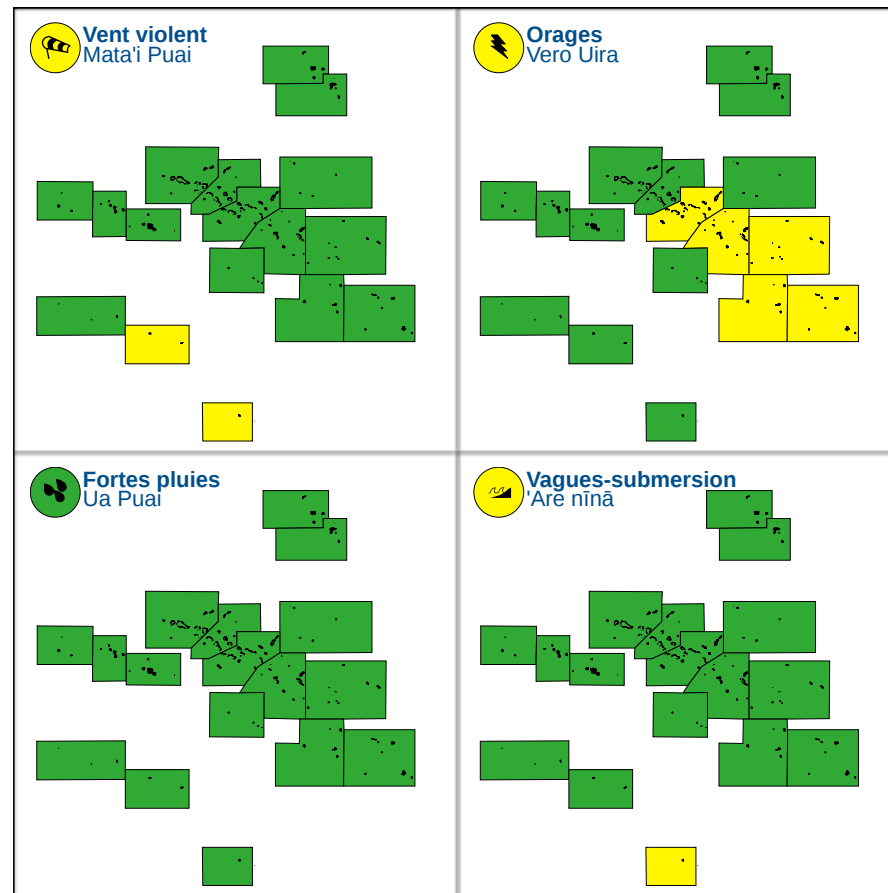 Vent violent
Mata'i Puai
Orages
Vero Uira
Fortes pluies
Ua Puai
Vagues-submersion
'Are nīnā